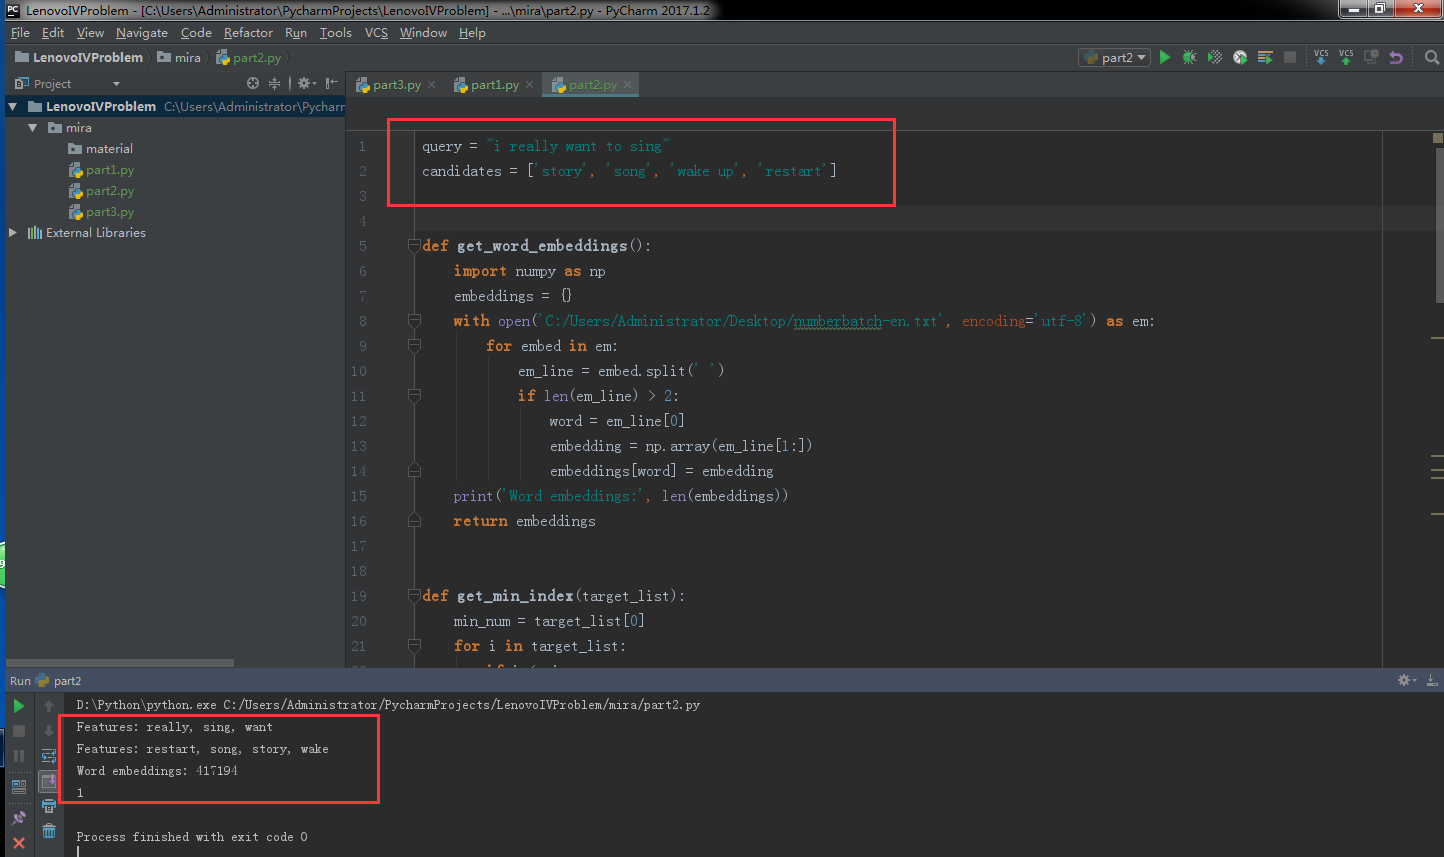 LenovoIVProblem - [C:\Users\Administrator\PycharmProjects\LenovoIVProblem] - ...\mira\part2.py - PyCharm 2017.1.2
File Edit View Navigate Code Refactor Run Tools VCS Window Help
LenovoIVProblem mira part2.py part2 VCS VCS
Project part3.py part1.py part2.py
LenovoIVProblem C:\Users\Administrator\Pycharm
mira
material
part1.py
part2.py
part3.py
External Libraries
1 query = "i really want to sing"
2 candidates = ['story', 'song', 'wake up', 'restart']
3
4
5 def get_word_embeddings():
6 import numpy as np
7 embeddings = {}
8 with open('C:/Users/Administrator/Desktop/numberbatch-en.txt', encoding='utf-8') as em:
9 for embed in em:
10 em_line = embed.split(' ')
11 if len(em_line) > 2:
12 word = em_line[0]
13 embedding = np.array(em_line[1:])
14 embeddings[word] = embedding
15 print('Word embeddings:', len(embeddings))
16 return embeddings
17
18
19 def get_min_index(target_list):
20 min_num = target_list[0]
21 for i in target_list:
Run part2
D:\Python\python.exe C:/Users/Administrator/PycharmProjects/LenovoIVProblem/mira/part2.py
Features: really, sing, want
Features: restart, song, story, wake
Word embeddings: 417194
1
Process finished with exit code 0